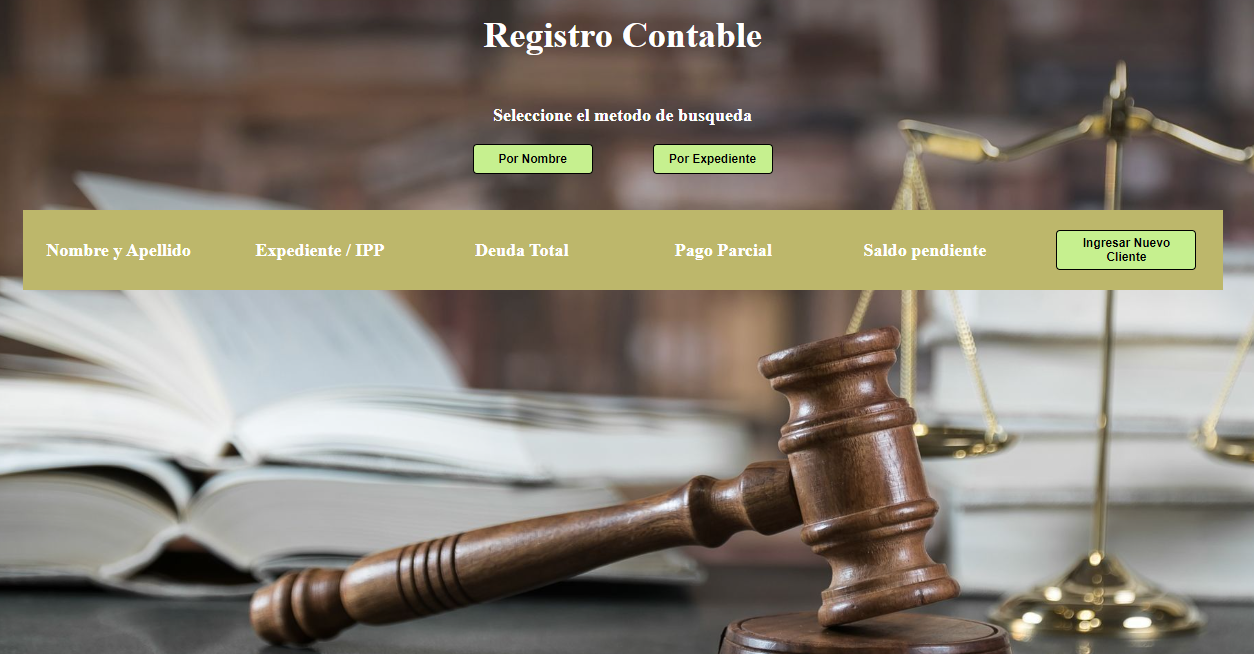 Registro Contable
Seleccione el metodo de busqueda
Por Nombre
Por Expediente
Nombre y Apellido
Expediente / IPP
Deuda Total
Pago Parcial
Saldo pendiente
Ingresar Nuevo
Cliente